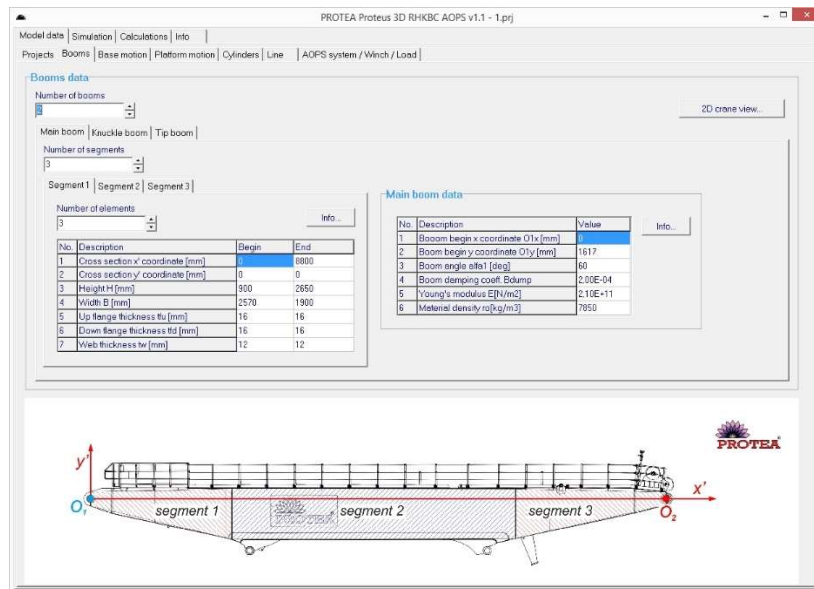 PROTEA Proteus 3D RHKBC AOPS v1.1 - 1.prj
Model data Simulation Calculations Info
Projects Booms Base motion Platform motion Cylinders Line AOPS system / Winch / Load
Booms data
Number of booms
2D crane view...
Main boom Knuckle boom Tip boom
Number of segments
3
Segment 1 Segment 2 Segment 3
Number of elements
3
Info...
No. Description Begin End
1 Cross section x' coordinate [mm] 0 8800
2 Cross section y' coordinate [mm] 0 0
3 Height H [mm] 900 2650
4 Width B [mm] 2570 1900
5 Up flange thickness tfu [mm] 16 16
6 Down flange thickness tfd [mm] 16 16
7 Web thickness tw [mm] 12 12
Main boom data
No. Description Value
Info...
1 Booom begin x coordinate O1x [mm] 0
2 Boom begin y coordinate O1y [mm] 1617
3 Boom angle alfa1 [deg] 60
4 Boom damping coeff. Bdump 2,00E-04
5 Young's modulus E[N/m2] 2,10E+11
6 Material density ro[kg/m3] 7850
PROTEA
y'
x'
O1
segment 1
PROTEA
segment 2
segment 3
O2